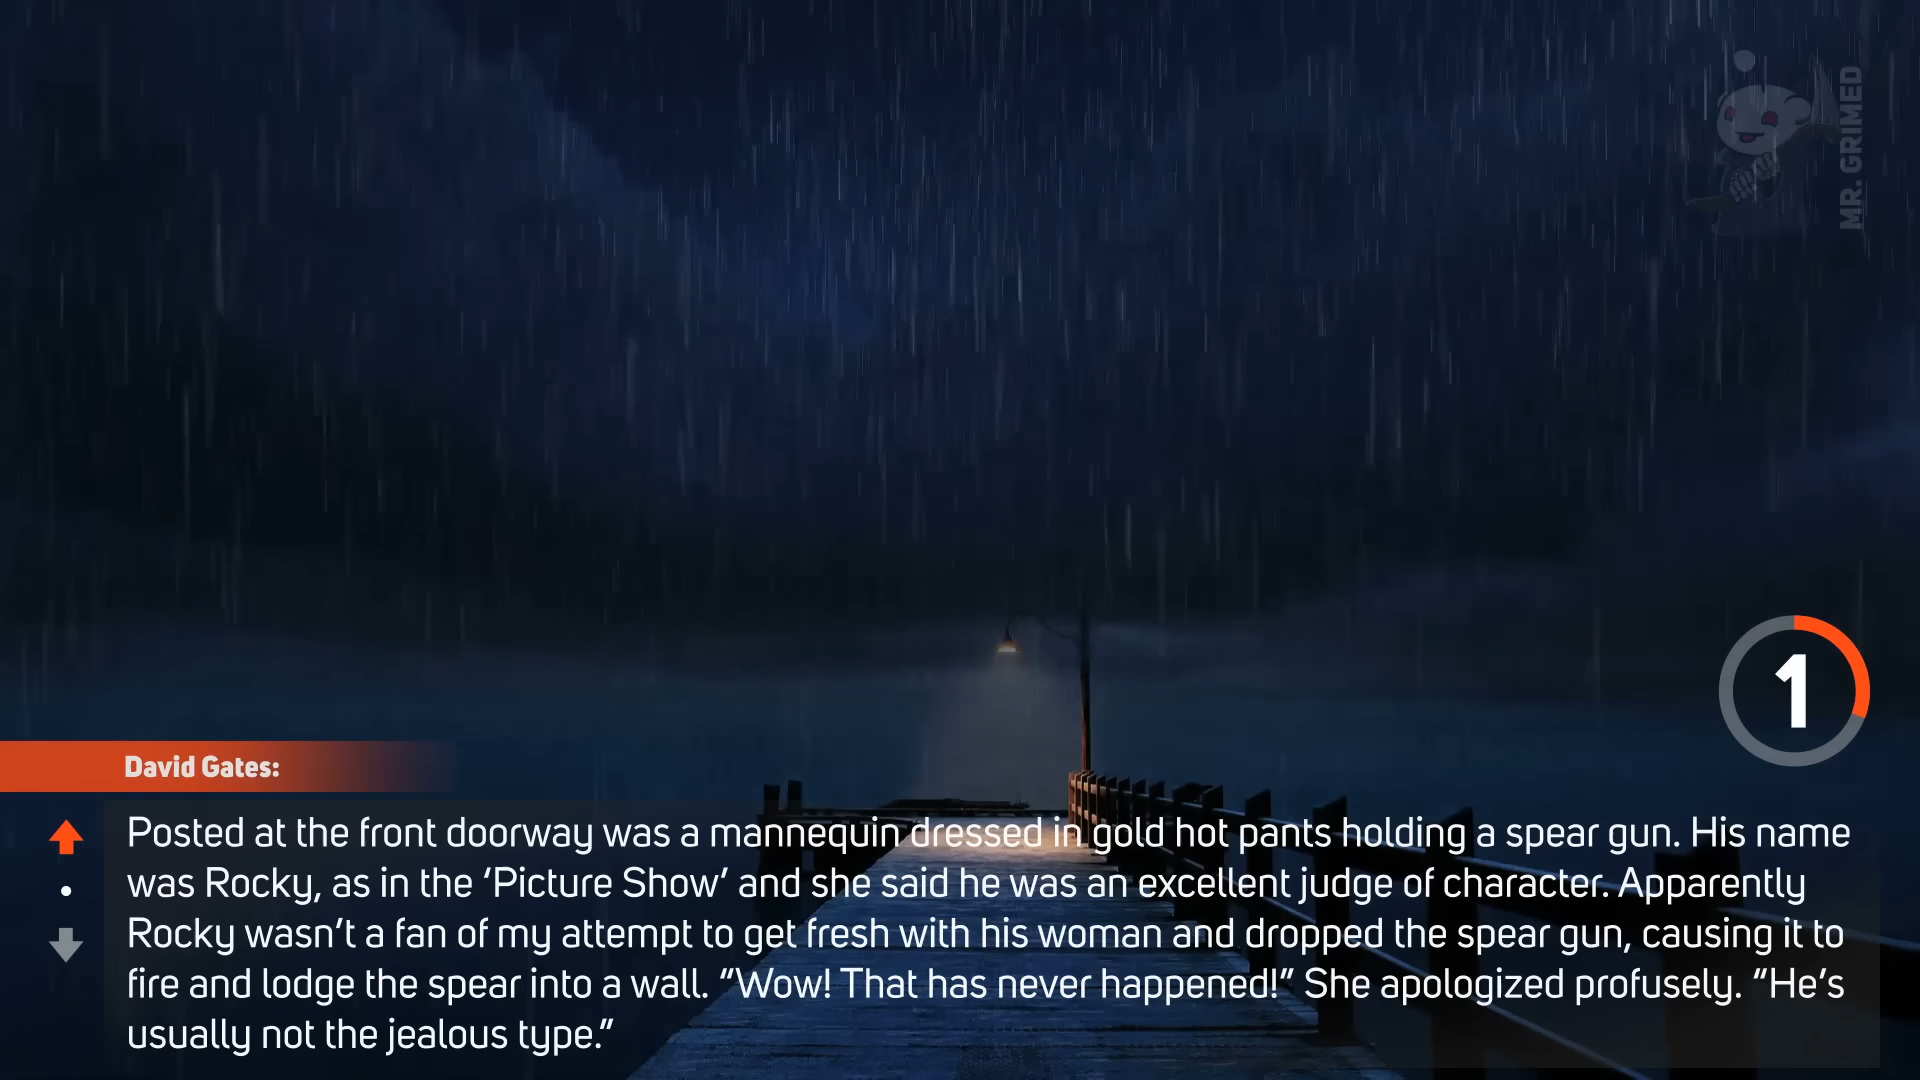 MR. GRIMED
1
David Gates:
Posted at the front doorway was a mannequin dressed in gold hot pants holding a spear gun. His name
was Rocky, as in the ‘Picture Show’ and she said he was an excellent judge of character. Apparently
Rocky wasn’t a fan of my attempt to get fresh with his woman and dropped the spear gun, causing it to
fire and lodge the spear into a wall. “Wow! That has never happened!” She apologized profusely. “He’s
usually not the jealous type.”